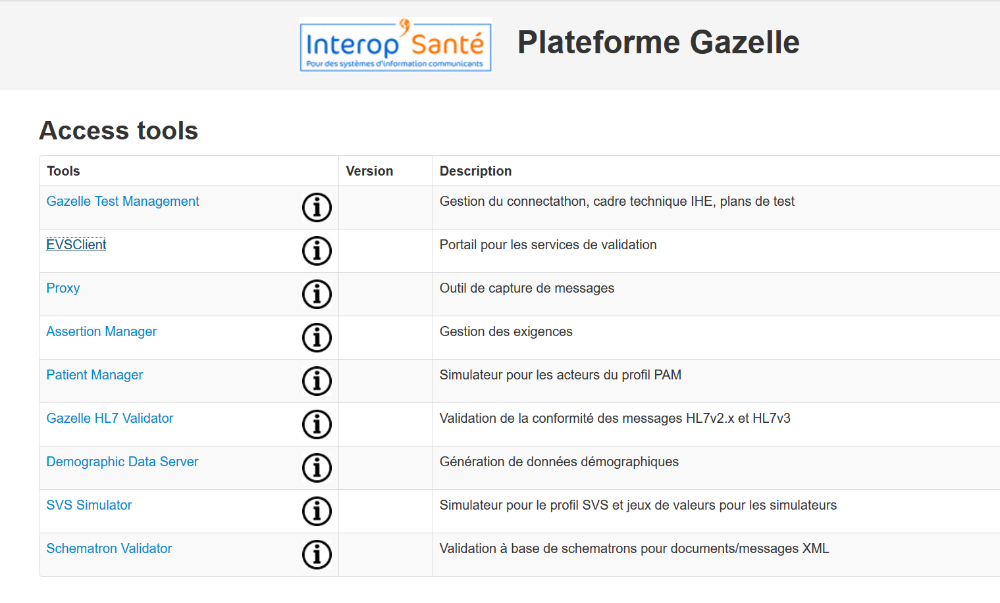 Interop'Santé
Pour des systèmes d'information communicants
Plateforme Gazelle
Access tools
Tools Version Description
Gazelle Test Management Gestion du connectathon, cadre technique IHE, plans de test
EVSClient Portail pour les services de validation
Proxy Outil de capture de messages
Assertion Manager Gestion des exigences
Patient Manager Simulateur pour les acteurs du profil PAM
Gazelle HL7 Validator Validation de la conformité des messages HL7v2.x et HL7v3
Demographic Data Server Génération de données démographiques
SVS Simulator Simulateur pour le profil SVS et jeux de valeurs pour les simulateurs
Schematron Validator Validation à base de schematrons pour documents/messages XML